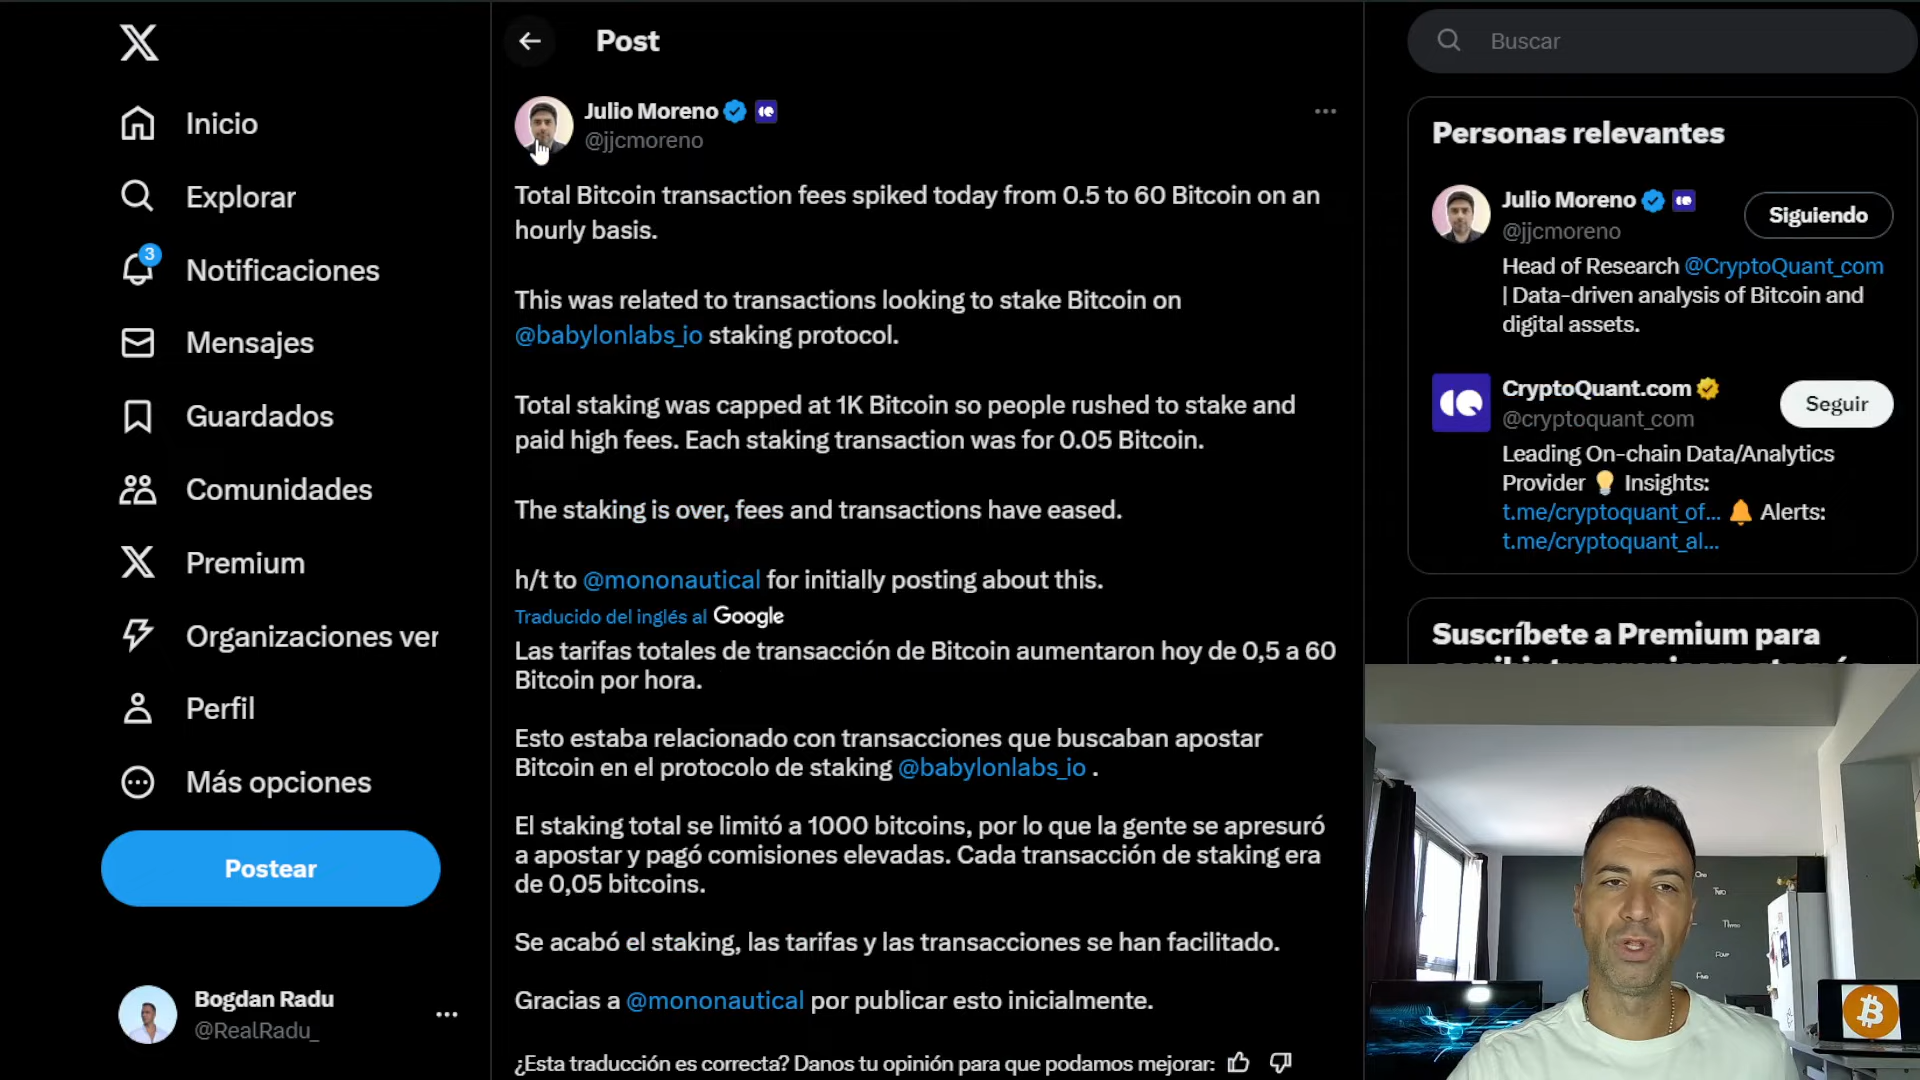 Inicio
Explorar
3
Notificaciones
Mensajes
Guardados
Comunidades
Premium
Organizaciones ver
Perfil
Más opciones
Postear
Bogdan Radu
@RealRadu_
Post
Julio Moreno
@jjcmoreno
Total Bitcoin transaction fees spiked today from 0.5 to 60 Bitcoin on an
hourly basis.
This was related to transactions looking to stake Bitcoin on
@babylonlabs_io staking protocol.
Total staking was capped at 1K Bitcoin so people rushed to stake and
paid high fees. Each staking transaction was for 0.05 Bitcoin.
The staking is over, fees and transactions have eased.
h/t to @mononautical for initially posting about this.
Traducido del inglés al Google
Las tarifas totales de transacción de Bitcoin aumentaron hoy de 0,5 a 60
Bitcoin por hora.
Esto estaba relacionado con transacciones que buscaban apostar
Bitcoin en el protocolo de staking @babylonlabs_io .
El staking total se limitó a 1000 bitcoins, por lo que la gente se apresuró
a apostar y pagó comisiones elevadas. Cada transacción de staking era
de 0,05 bitcoins.
Se acabó el staking, las tarifas y las transacciones se han facilitado.
Gracias a @mononautical por publicar esto inicialmente.
¿Esta traducción es correcta? Danos tu opinión para que podamos mejorar:
Buscar
Personas relevantes
Julio Moreno
@jjcmoreno
Siguiendo
Head of Research @CryptoQuant_com
| Data-driven analysis of Bitcoin and
digital assets.
CryptoQuant.com
@cryptoquant_com
Seguir
Leading On-chain Data/Analytics
Provider 💡 Insights:
t.me/cryptoquant_of... 🔔 Alerts:
t.me/cryptoquant_al...
Suscríbete a Premium para
One
Two
Three
Four
Five